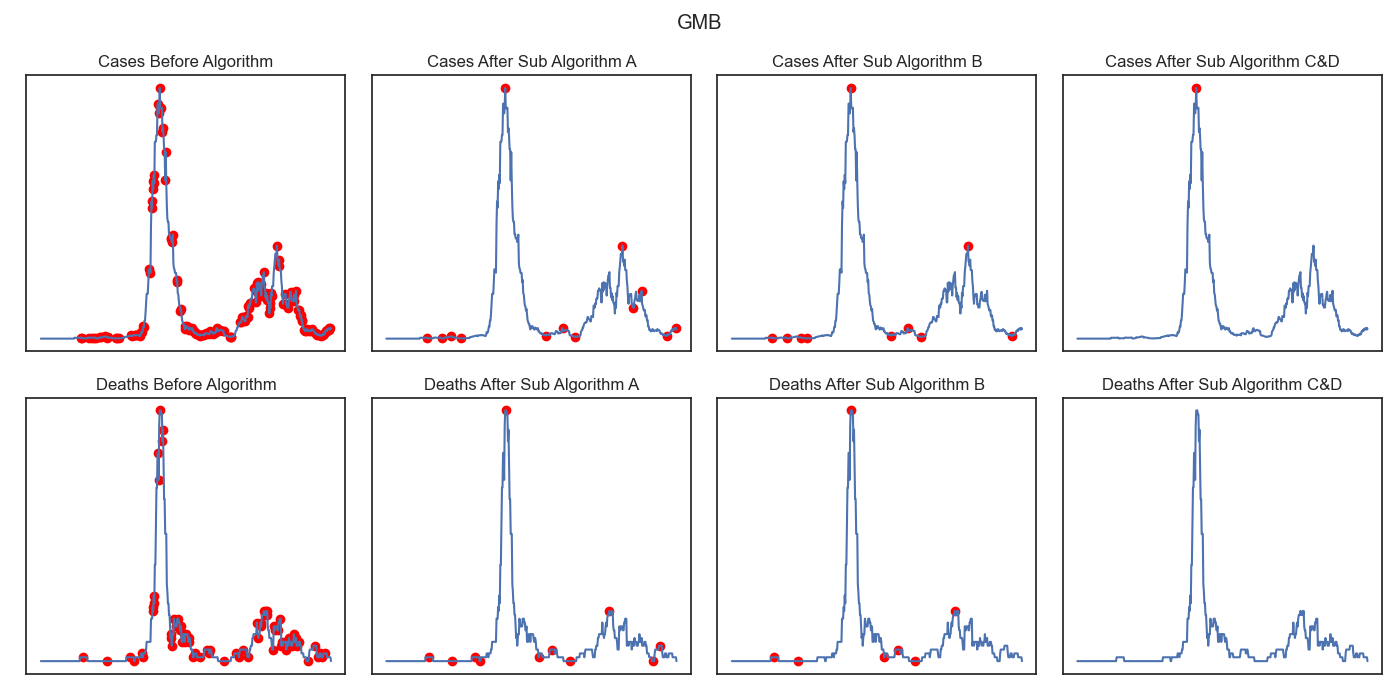 GMB
Cases Before Algorithm
Cases After Sub Algorithm A
Cases After Sub Algorithm B
Cases After Sub Algorithm C&D
Deaths Before Algorithm
Deaths After Sub Algorithm A
Deaths After Sub Algorithm B
Deaths After Sub Algorithm C&D